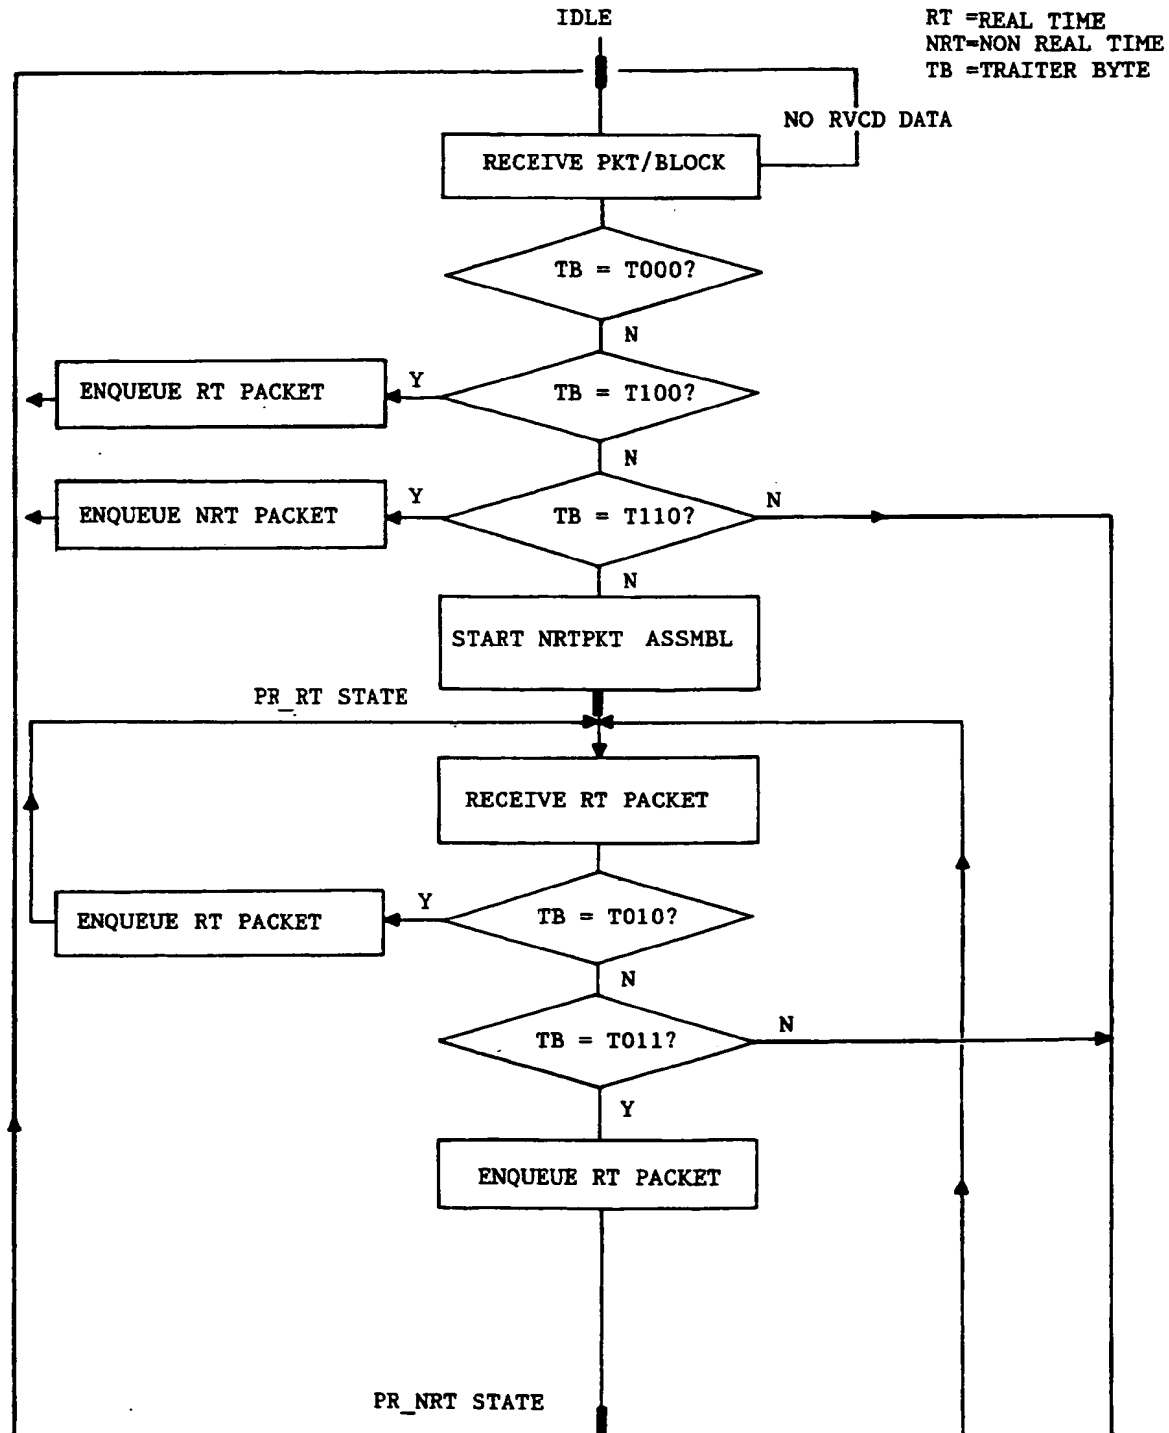 IDLE
RT =REAL TIME
NRT=NON REAL TIME
TB =TRAITER BYTE
NO RVCD DATA
RECEIVE PKT/BLOCK
TB = T000?
N
ENQUEUE RT PACKET
Y
TB = T100?
N
ENQUEUE NRT PACKET
Y
TB = T110?
N
N
START NRTPKT ASSMBL
PR_RT STATE
RECEIVE RT PACKET
ENQUEUE RT PACKET
Y
TB = T010?
N
TB = T011?
N
Y
ENQUEUE RT PACKET
PR_NRT STATE